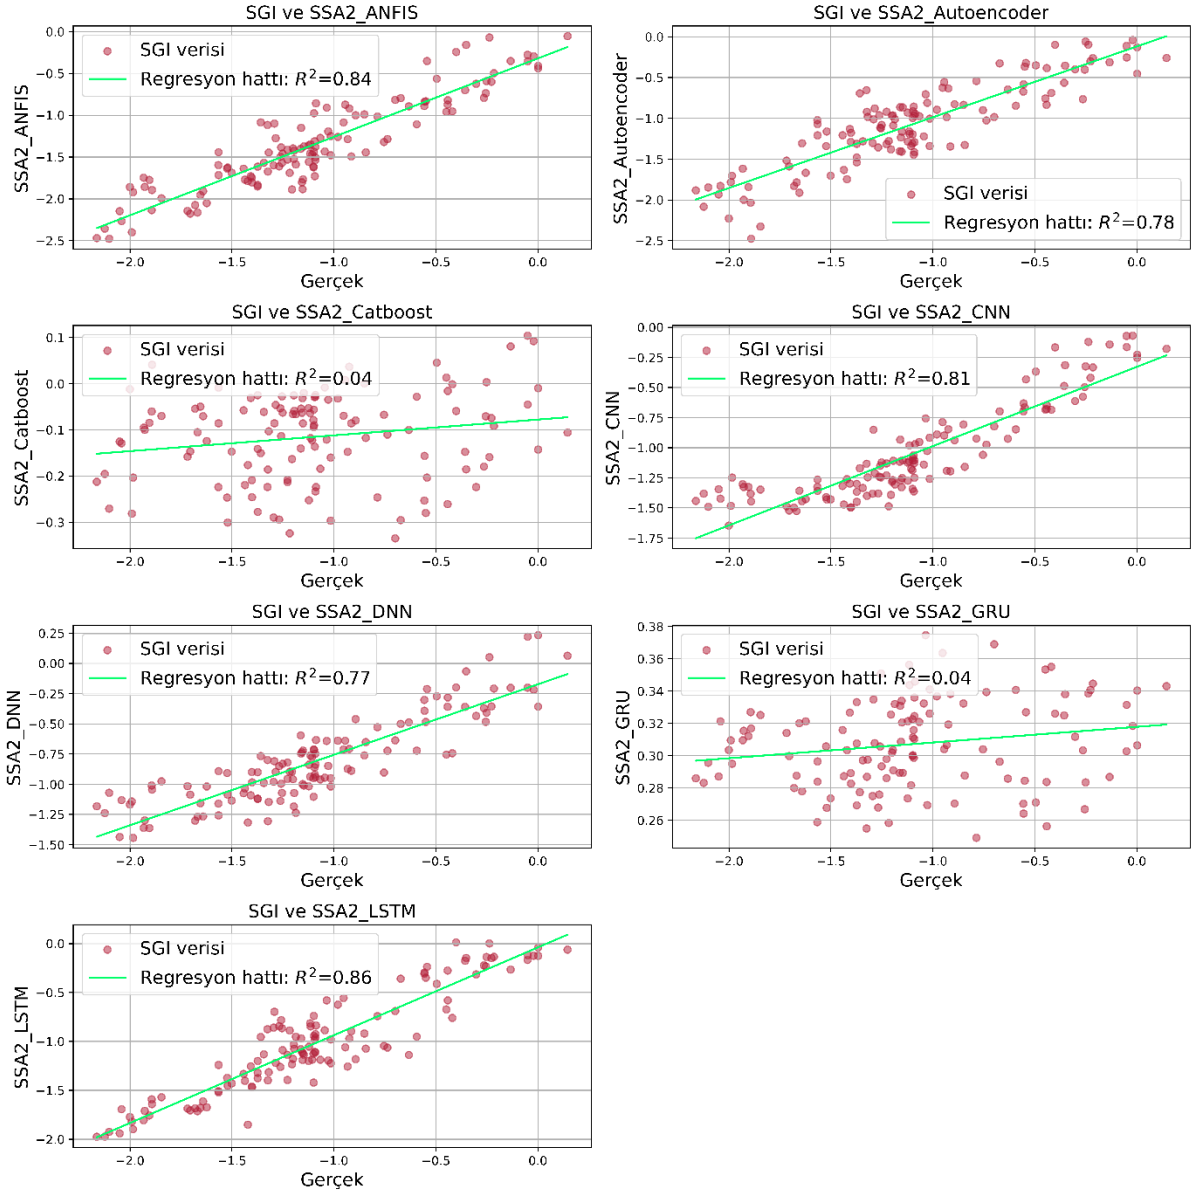 SGI ve SSA2_ANFIS
SGI verisi
Regresyon hattı: R²=0.84
SSA2_ANFIS
0.0
−0.5
−1.0
−1.5
−2.0
−2.5
−2.0
−1.5
−1.0
−0.5
0.0
Gerçek
SGI ve SSA2_Autoencoder
SGI verisi
Regresyon hattı: R²=0.78
SSA2_Autoencoder
0.0
−0.5
−1.0
−1.5
−2.0
−2.5
−2.0
−1.5
−1.0
−0.5
0.0
Gerçek
SGI ve SSA2_Catboost
SGI verisi
Regresyon hattı: R²=0.04
SSA2_Catboost
0.1
0.0
−0.1
−0.2
−0.3
−2.0
−1.5
−1.0
−0.5
0.0
Gerçek
SGI ve SSA2_CNN
SGI verisi
Regresyon hattı: R²=0.81
SSA2_CNN
0.00
−0.25
−0.50
−0.75
−1.00
−1.25
−1.50
−1.75
−2.0
−1.5
−1.0
−0.5
0.0
Gerçek
SGI ve SSA2_DNN
SGI verisi
Regresyon hattı: R²=0.77
SSA2_DNN
0.25
0.00
−0.25
−0.50
−0.75
−1.00
−1.25
−1.50
−2.0
−1.5
−1.0
−0.5
0.0
Gerçek
SGI ve SSA2_GRU
SGI verisi
Regresyon hattı: R²=0.04
SSA2_GRU
0.38
0.36
0.34
0.32
0.30
0.28
0.26
−2.0
−1.5
−1.0
−0.5
0.0
Gerçek
SGI ve SSA2_LSTM
SGI verisi
Regresyon hattı: R²=0.86
SSA2_LSTM
0.0
−0.5
−1.0
−1.5
−2.0
−2.0
−1.5
−1.0
−0.5
0.0
Gerçek